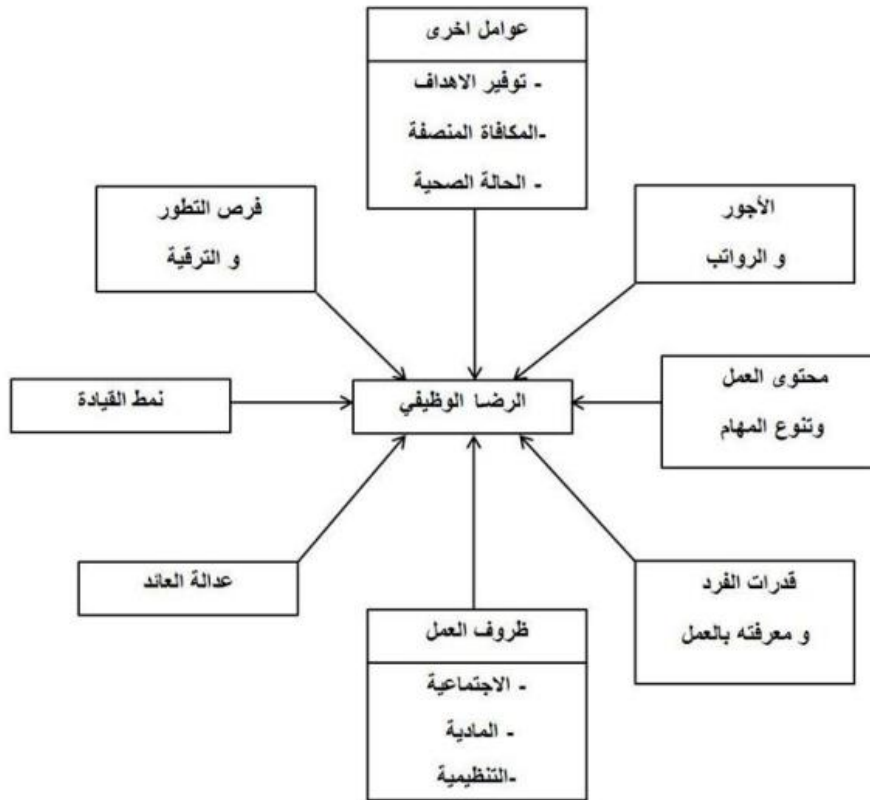 عوامل اخرى
- توفير الاهداف
-المكافاة المنصفة
- الحالة الصحية
الأجور
و الرواتب
فرص التطور
و الترقية
محتوى العمل
وتنوع المهام
الرضا الوظيفي
نمط القيادة
قدرات الفرد
و معرفته بالعمل
عدالة العائد
ظروف العمل
- الاجتماعية
- المادية
-التنظيمية